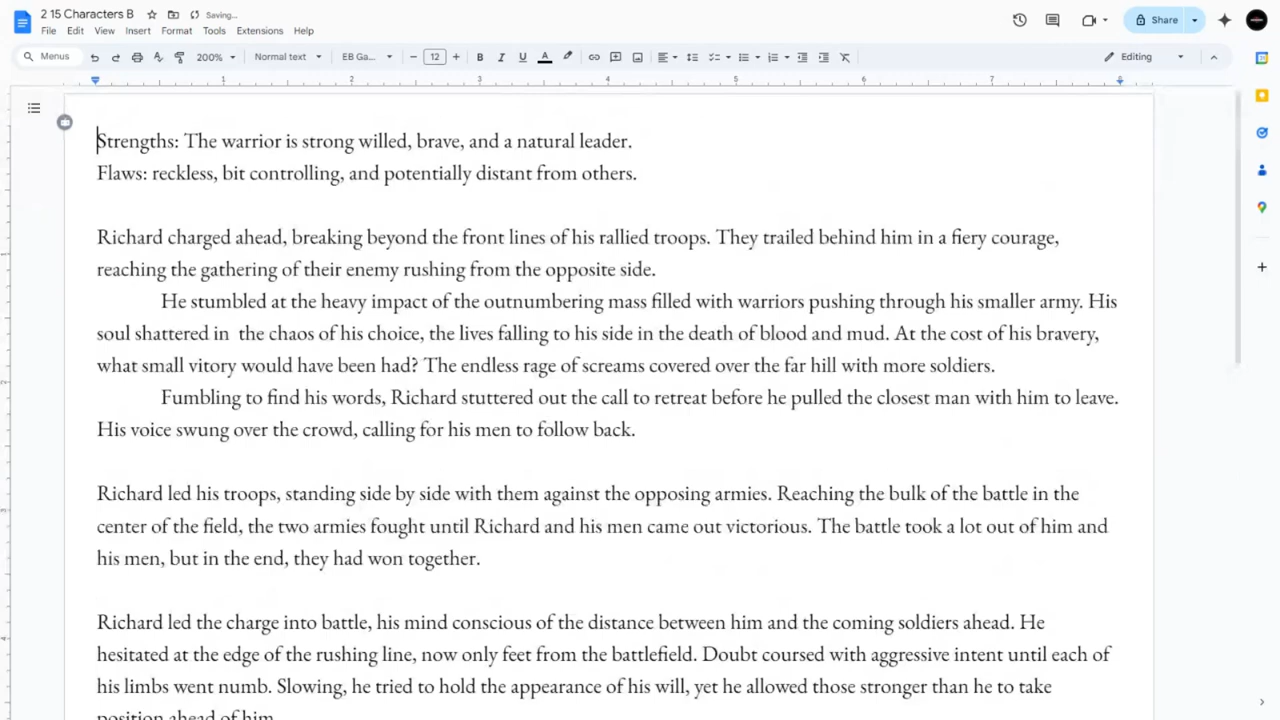 2 15 Characters B
Saving...
File Edit View Insert Format Tools Extensions Help
Share
Menus
200%
Normal text
EB Ga...
12
Editing
1 2 3 4 5 6 7
Strengths: The warrior is strong willed, brave, and a natural leader.
Flaws: reckless, bit controlling, and potentially distant from others.
Richard charged ahead, breaking beyond the front lines of his rallied troops. They trailed behind him in a fiery courage,
reaching the gathering of their enemy rushing from the opposite side.
He stumbled at the heavy impact of the outnumbering mass filled with warriors pushing through his smaller army. His
soul shattered in  the chaos of his choice, the lives falling to his side in the death of blood and mud. At the cost of his bravery,
what small vitory would have been had? The endless rage of screams covered over the far hill with more soldiers.
Fumbling to find his words, Richard stuttered out the call to retreat before he pulled the closest man with him to leave.
His voice swung over the crowd, calling for his men to follow back.
Richard led his troops, standing side by side with them against the opposing armies. Reaching the bulk of the battle in the
center of the field, the two armies fought until Richard and his men came out victorious. The battle took a lot out of him and
his men, but in the end, they had won together.
Richard led the charge into battle, his mind conscious of the distance between him and the coming soldiers ahead. He
hesitated at the edge of the rushing line, now only feet from the battlefield. Doubt coursed with aggressive intent until each of
his limbs went numb. Slowing, he tried to hold the appearance of his will, yet he allowed those stronger than he to take
position ahead of him.